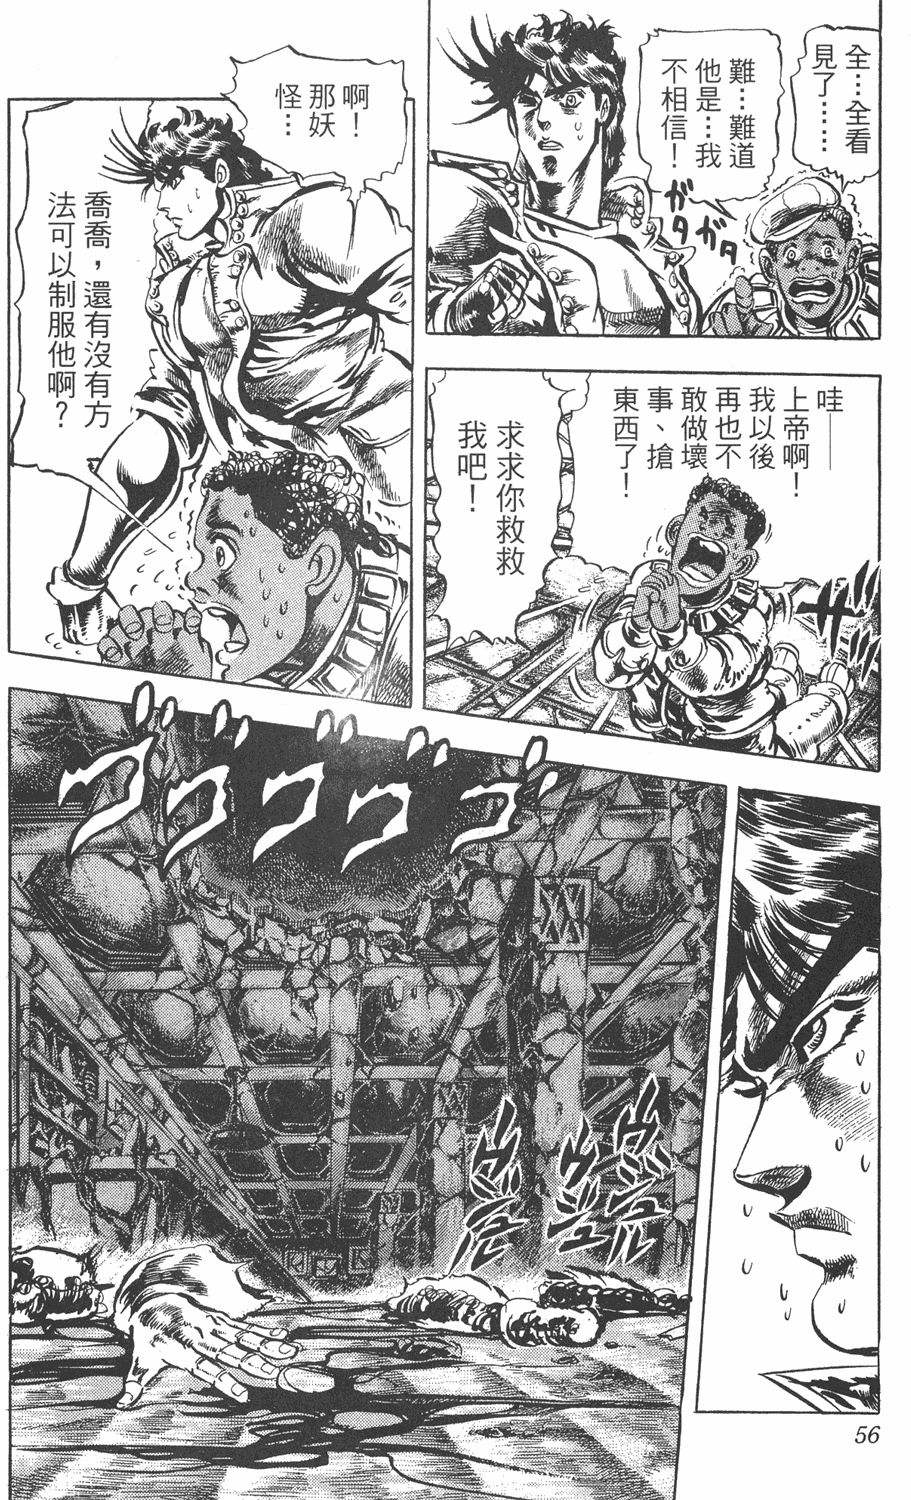 全…全看
見了……
難…難道
他是…我
不相信！
ガタ
ガタ
哇——
上帝啊！
我以後
再也不
敢做壞
事、搶
東西了！
求求你救救
我吧！
啊！
那妖
怪…
喬喬，還有沒有方
法可以制服他啊？
ゴゴゴゴゴ
56